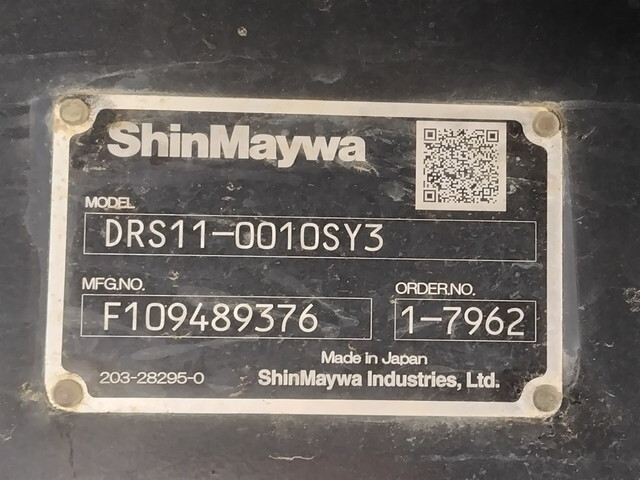 ShinMaywa
MODEL
DRS11-0010SY3
MFG.NO. ORDER.NO.
F109489376 1-7962
Made in Japan
203-28295-0 ShinMaywa Industries, Ltd.